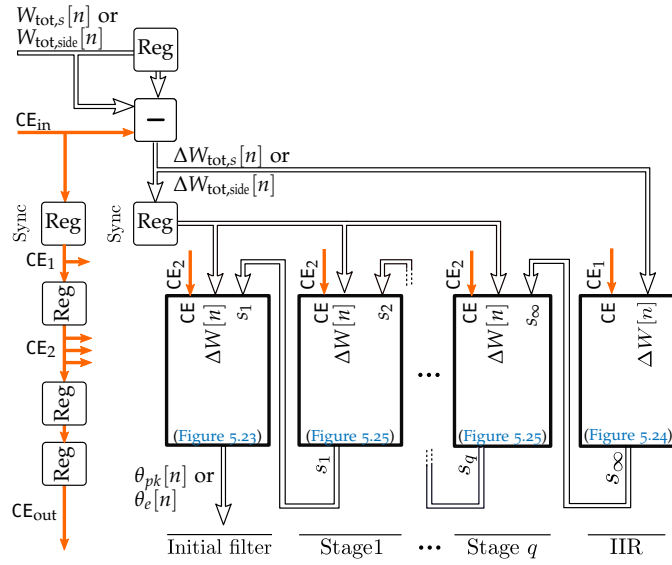 W_tot,s[n] or
W_tot,side[n]
Reg
CE_in
−
ΔW_tot,s[n] or
ΔW_tot,side[n]
Sync
Reg
Sync
Reg
CE_1
Reg
CE_2
Reg
Reg
CE_out
CE_2
CE
ΔW[n]
s_1
(Figure 5.23)
CE_2
CE
ΔW[n]
s_2
(Figure 5.25)
...
CE_2
CE
ΔW[n]
s_∞
(Figure 5.25)
CE_1
CE
ΔW[n]
(Figure 5.24)
θ_pk[n] or
θ_e[n]
s_1
s_q
s_∞
Initial filter
Stage1
...
Stage q
IIR